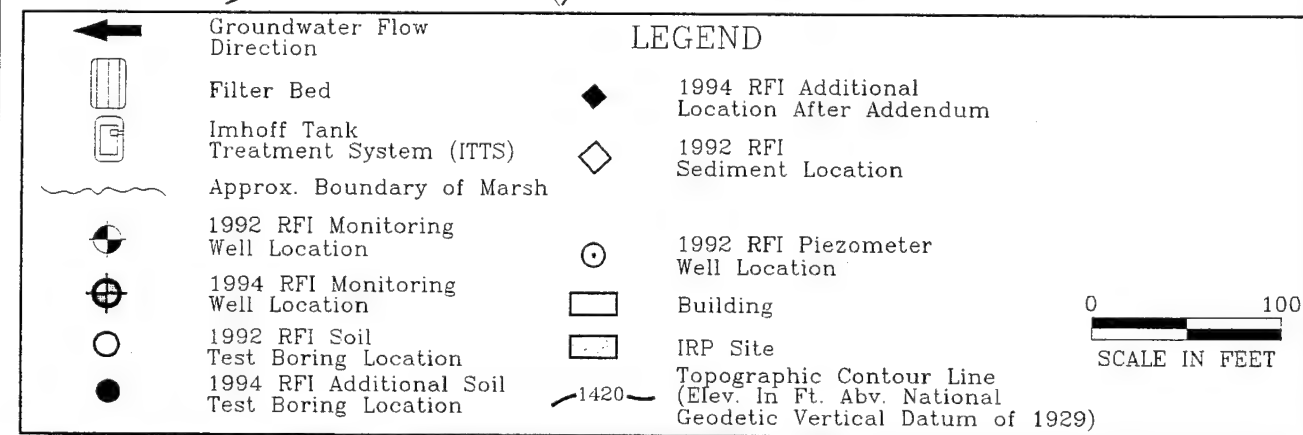 LEGEND
Groundwater Flow
Direction
Filter Bed
Imhoff Tank
Treatment System (ITTS)
Approx. Boundary of Marsh
1992 RFI Monitoring
Well Location
1994 RFI Monitoring
Well Location
1992 RFI Soil
Test Boring Location
1994 RFI Additional Soil
Test Boring Location
1994 RFI Additional
Location After Addendum
1992 RFI
Sediment Location
1992 RFI Piezometer
Well Location
Building
IRP Site
1420
Topographic Contour Line
(Elev. In Ft. Abv. National
Geodetic Vertical Datum of 1929)
0 100
SCALE IN FEET